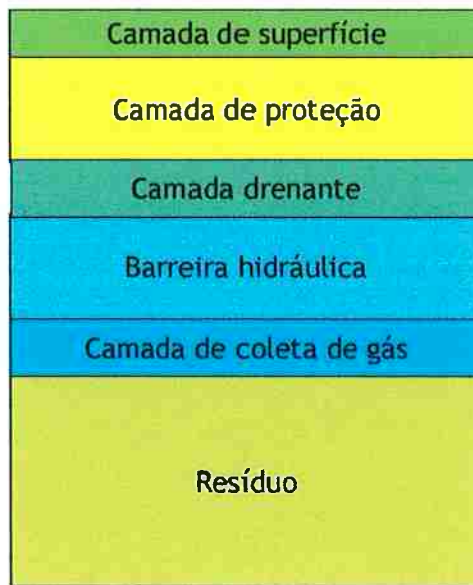 Camada de superfície
Camada de proteção
Camada drenante
Barreira hidráulica
Camada de coleta de gás
Resíduo